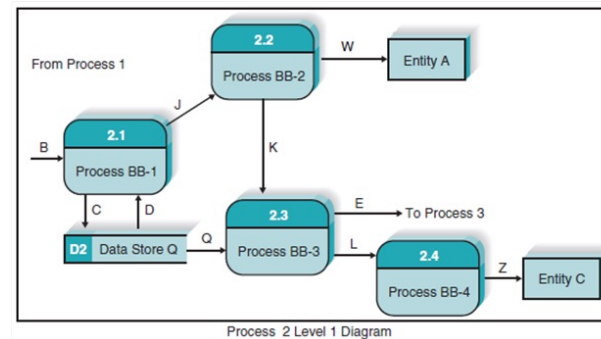 2.2
W
From Process 1
Process BB-2
Entity A
J
2.1
B
K
Process BB-1
E
C
D
2.3
To Process 3
Q
L
D2 Data Store Q
Process BB-3
2.4
Z
Entity C
Process BB-4
Process 2 Level 1 Diagram